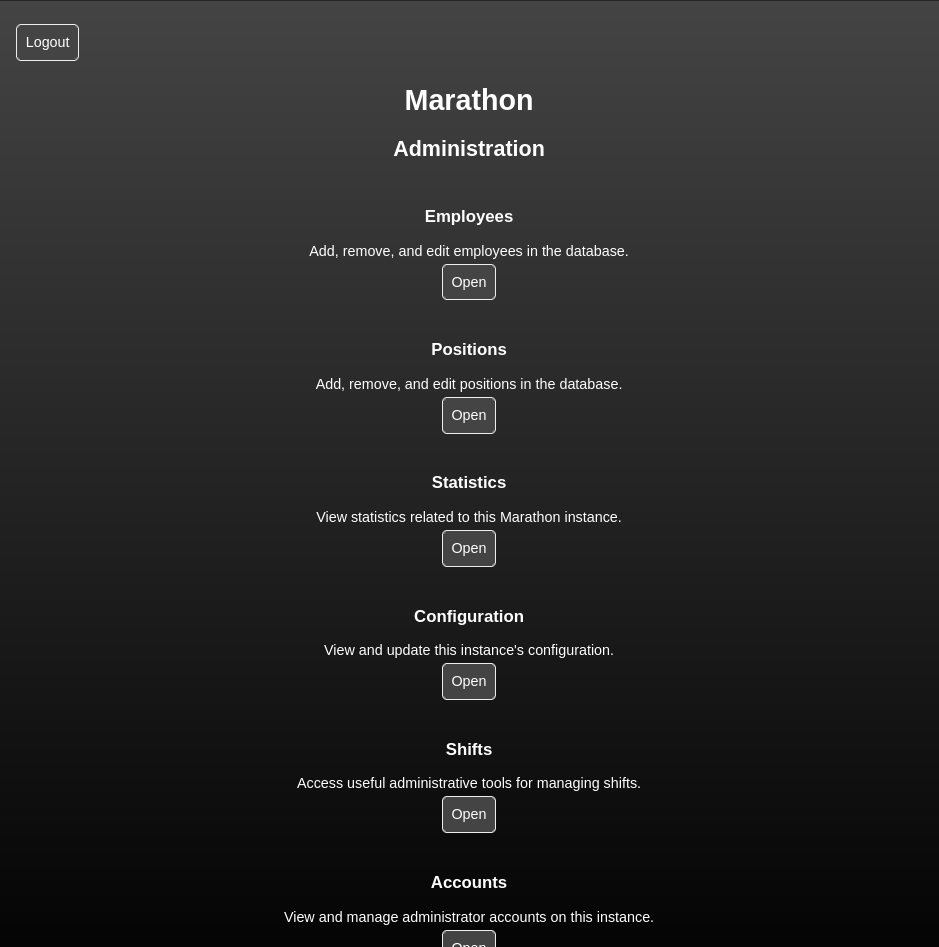 Logout
Marathon
Administration
Employees
Add, remove, and edit employees in the database.
Open
Positions
Add, remove, and edit positions in the database.
Open
Statistics
View statistics related to this Marathon instance.
Open
Configuration
View and update this instance's configuration.
Open
Shifts
Access useful administrative tools for managing shifts.
Open
Accounts
View and manage administrator accounts on this instance.
Open